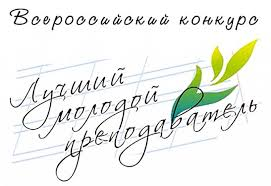 Всероссийский конкурс
Лучший
молодой
преподаватель